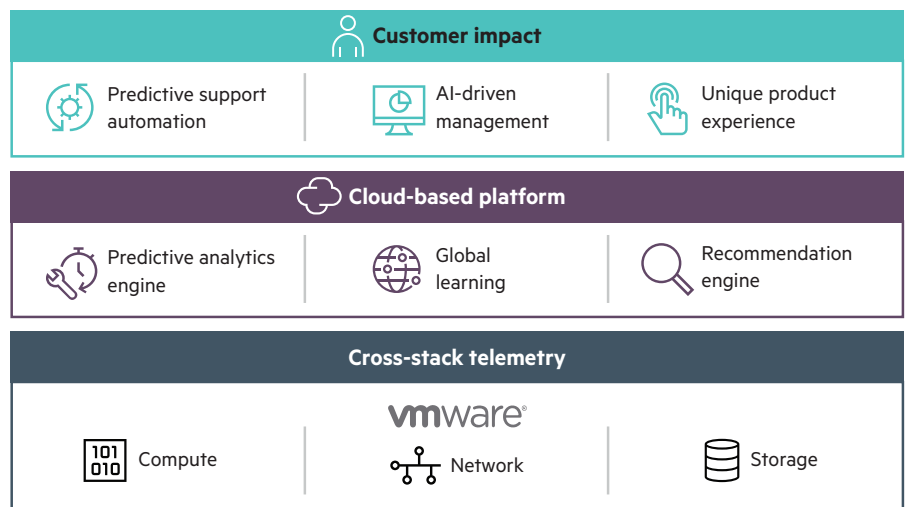 Customer impact
Predictive support
automation
AI-driven
management
Unique product
experience
Cloud-based platform
Predictive analytics
engine
Global
learning
Recommendation
engine
Cross-stack telemetry
vmware®
101
010
Compute
Network
Storage